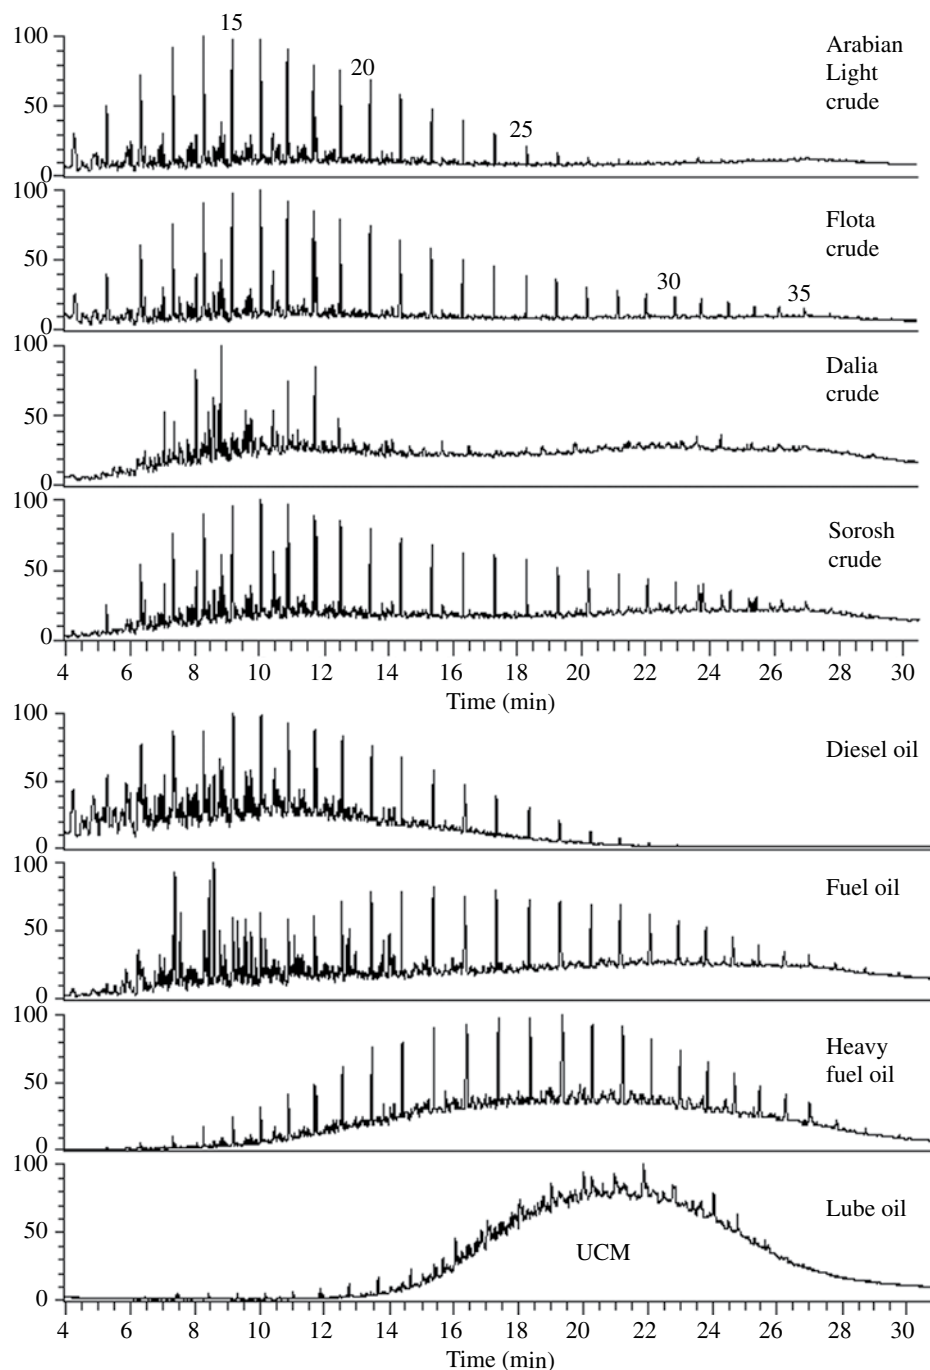 15
100
20
Arabian
Light
crude
50
25
0
100
Flota
crude
50
30
35
0
100
Dalia
crude
50
0
100
Sorosh
crude
50
0
4 6 8 10 12 14 16 18 20 22 24 26 28 30
Time (min)
100
Diesel oil
50
0
100
Fuel oil
50
0
100
Heavy
fuel oil
50
0
100
Lube oil
50
UCM
0
4 6 8 10 12 14 16 18 20 22 24 26 28 30
Time (min)